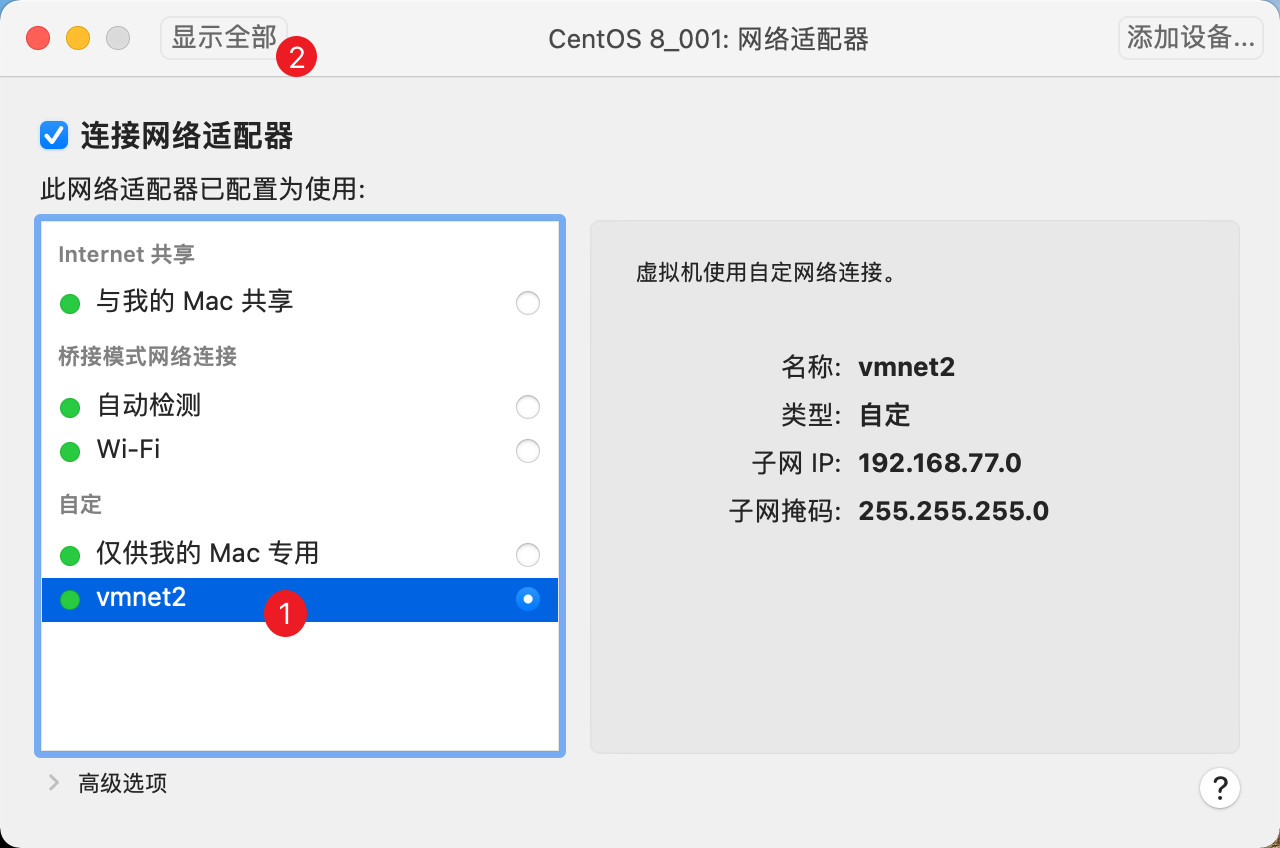 显示全部
2
CentOS 8_001: 网络适配器
添加设备...
连接网络适配器
此网络适配器已配置为使用:
Internet 共享
与我的 Mac 共享
桥接模式网络连接
自动检测
Wi-Fi
自定
仅供我的 Mac 专用
vmnet2
1
虚拟机使用自定网络连接。
名称: vmnet2
类型: 自定
子网 IP: 192.168.77.0
子网掩码: 255.255.255.0
高级选项
?